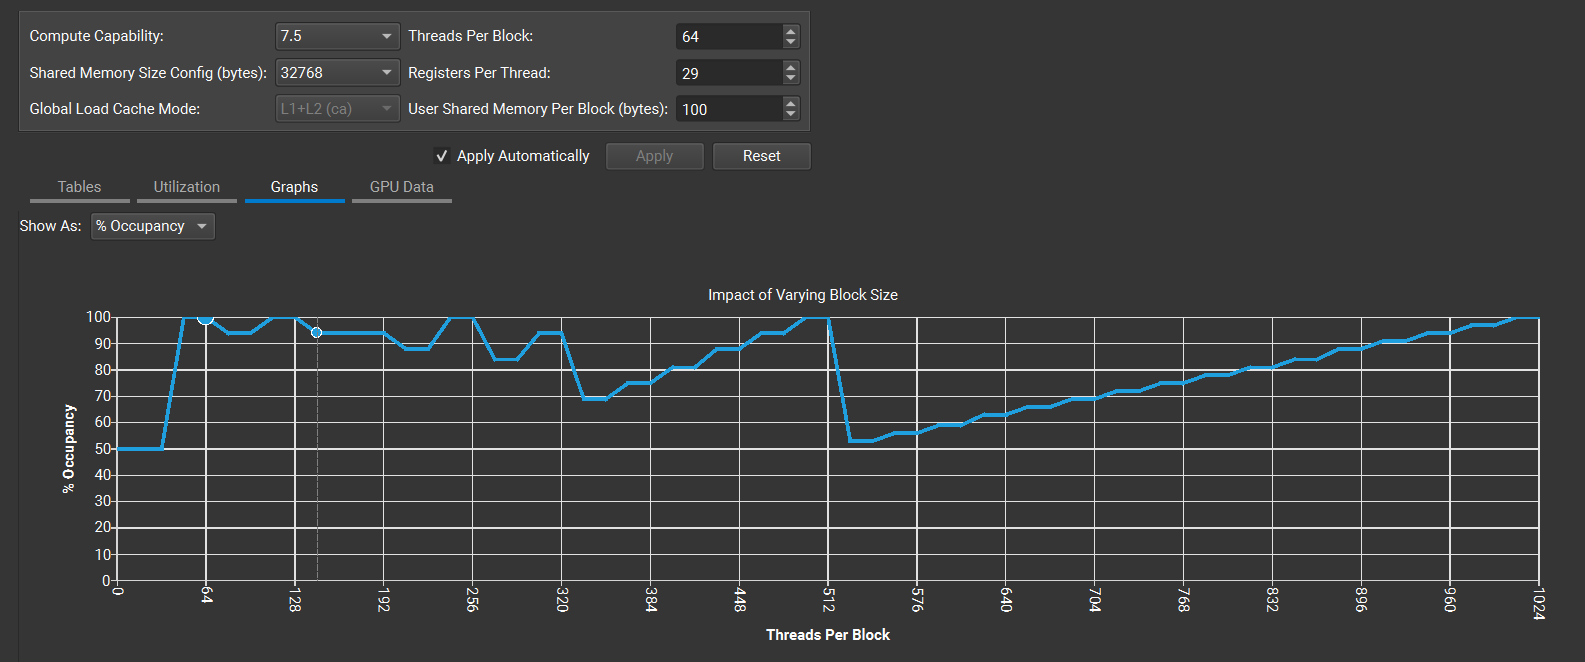 Compute Capability: 7.5 Threads Per Block: 64
Shared Memory Size Config (bytes): 32768 Registers Per Thread: 29
Global Load Cache Mode: L1+L2 (ca) User Shared Memory Per Block (bytes): 100
Apply Automatically Apply Reset
Tables Utilization Graphs GPU Data
Show As: % Occupancy
Impact of Varying Block Size
% Occupancy
100
90
80
70
60
50
40
30
20
10
0
0 64 128 192 256 320 384 448 512 576 640 704 768 832 896 960 1024
Threads Per Block